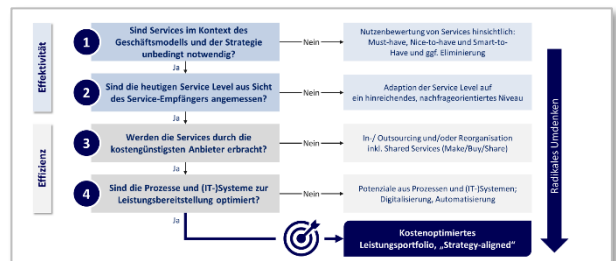 Effektivität
1
Sind Services im Kontext des
Geschäftsmodells und der Strategie
unbedingt notwendig?
Nein
Nutzenbewertung von Services hinsichtlich:
Must-have, Nice-to-have und Smart-to-
Have und ggf. Eliminierung
Ja
2
Sind die heutigen Service Level aus Sicht
des Service-Empfängers angemessen?
Nein
Adaption der Service Level auf
ein hinreichendes, nachfrageorientiertes Niveau
Ja
Effizienz
3
Werden die Services durch die
kostengünstigsten Anbieter erbracht?
Nein
In-/ Outsourcing und/oder Reorganisation
inkl. Shared Services (Make/Buy/Share)
Ja
4
Sind die Prozesse und (IT-)Systeme zur
Leistungsbereitstellung optimiert?
Nein
Potenziale aus Prozessen und (IT-)Systemen;
Digitalisierung, Automatisierung
Ja
Kostenoptimiertes
Leistungsportfolio, „Strategy-aligned"
Radikales Umdenken